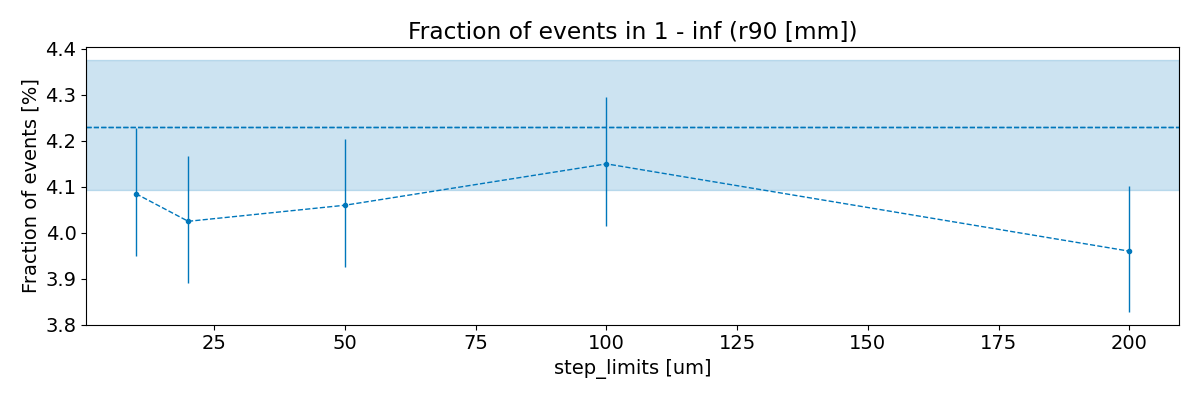 Fraction of events in 1 - inf (r90 [mm])
Fraction of events [%]
4.4
4.3
4.2
4.1
4.0
3.9
3.8
25 50 75 100 125 150 175 200
step_limits [um]